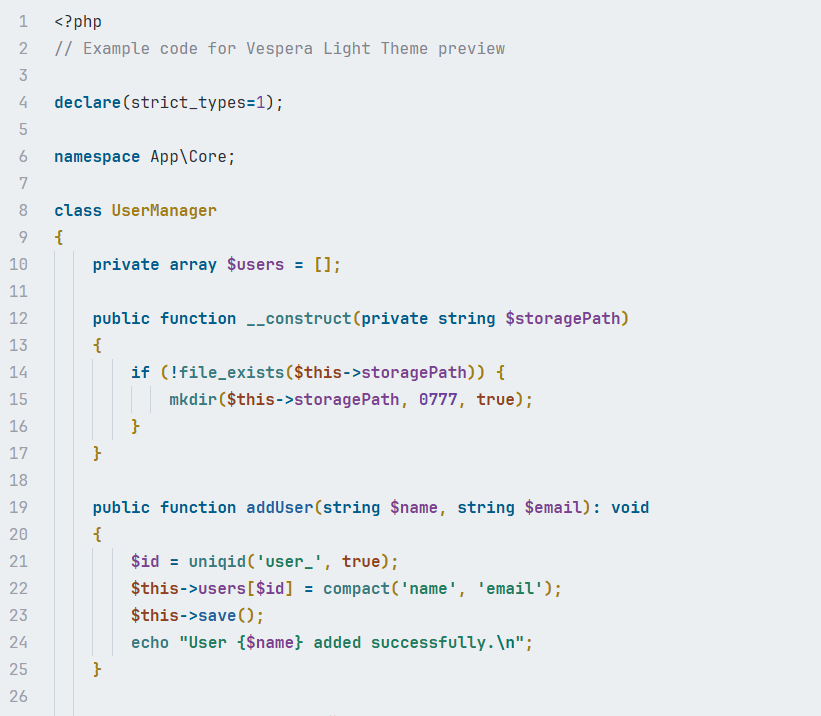 1 <?php
2 // Example code for Vespera Light Theme preview
3
4 declare(strict_types=1);
5
6 namespace App\Core;
7
8 class UserManager
9 {
10     private array $users = [];
11
12     public function __construct(private string $storagePath)
13     {
14         if (!file_exists($this->storagePath)) {
15             mkdir($this->storagePath, 0777, true);
16         }
17     }
18
19     public function addUser(string $name, string $email): void
20     {
21         $id = uniqid('user_', true);
22         $this->users[$id] = compact('name', 'email');
23         $this->save();
24         echo "User {$name} added successfully.\n";
25     }
26